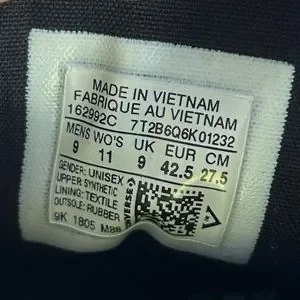 MADE IN VIETNAM
FABRIQUE AU VIETNAM
162992C 7T2B6Q6K01232
MENS WO'S UK EUR CM
9 11 9 42.5 27.5
GENDER: UNISEX
UPPER: SYNTHETIC
LINING: TEXTILE
OUTSOLE: RUBBER
9K 1805 M88